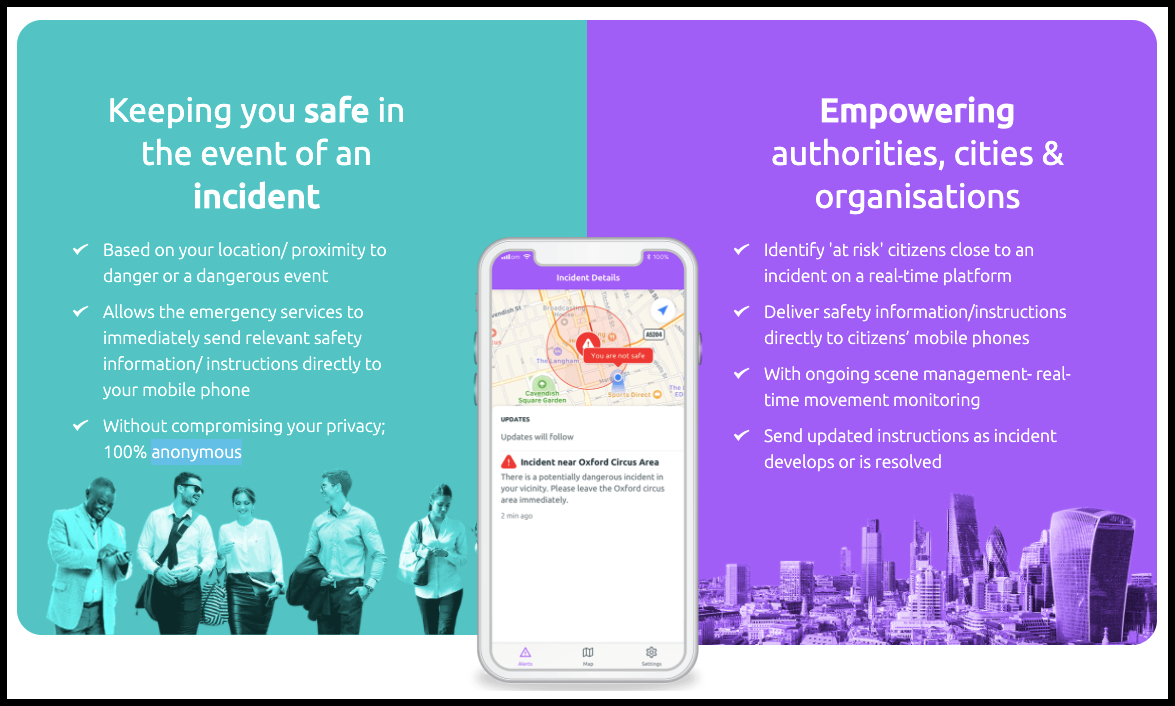 Keeping you safe in
the event of an
incident
Based on your location/ proximity to
danger or a dangerous event
Allows the emergency services to
immediately send relevant safety
information/ instructions directly to
your mobile phone
Without compromising your privacy;
100% anonymous
100%
Incident Details
A5204
The Langham
You are not safe
Cavendish
Square Garden
Sports Direct
UPDATES
Updates will follow
Incident near Oxford Circus Area
There is a potentially dangerous incident in
your vicinity. Please leave the Oxford circus
area immediately.
2 min ago
Alerts
Map
Settings
Empowering
authorities, cities &
organisations
Identify 'at risk' citizens close to an
incident on a real-time platform
Deliver safety information/instructions
directly to citizens’ mobile phones
With ongoing scene management- real-
time movement monitoring
Send updated instructions as incident
develops or is resolved